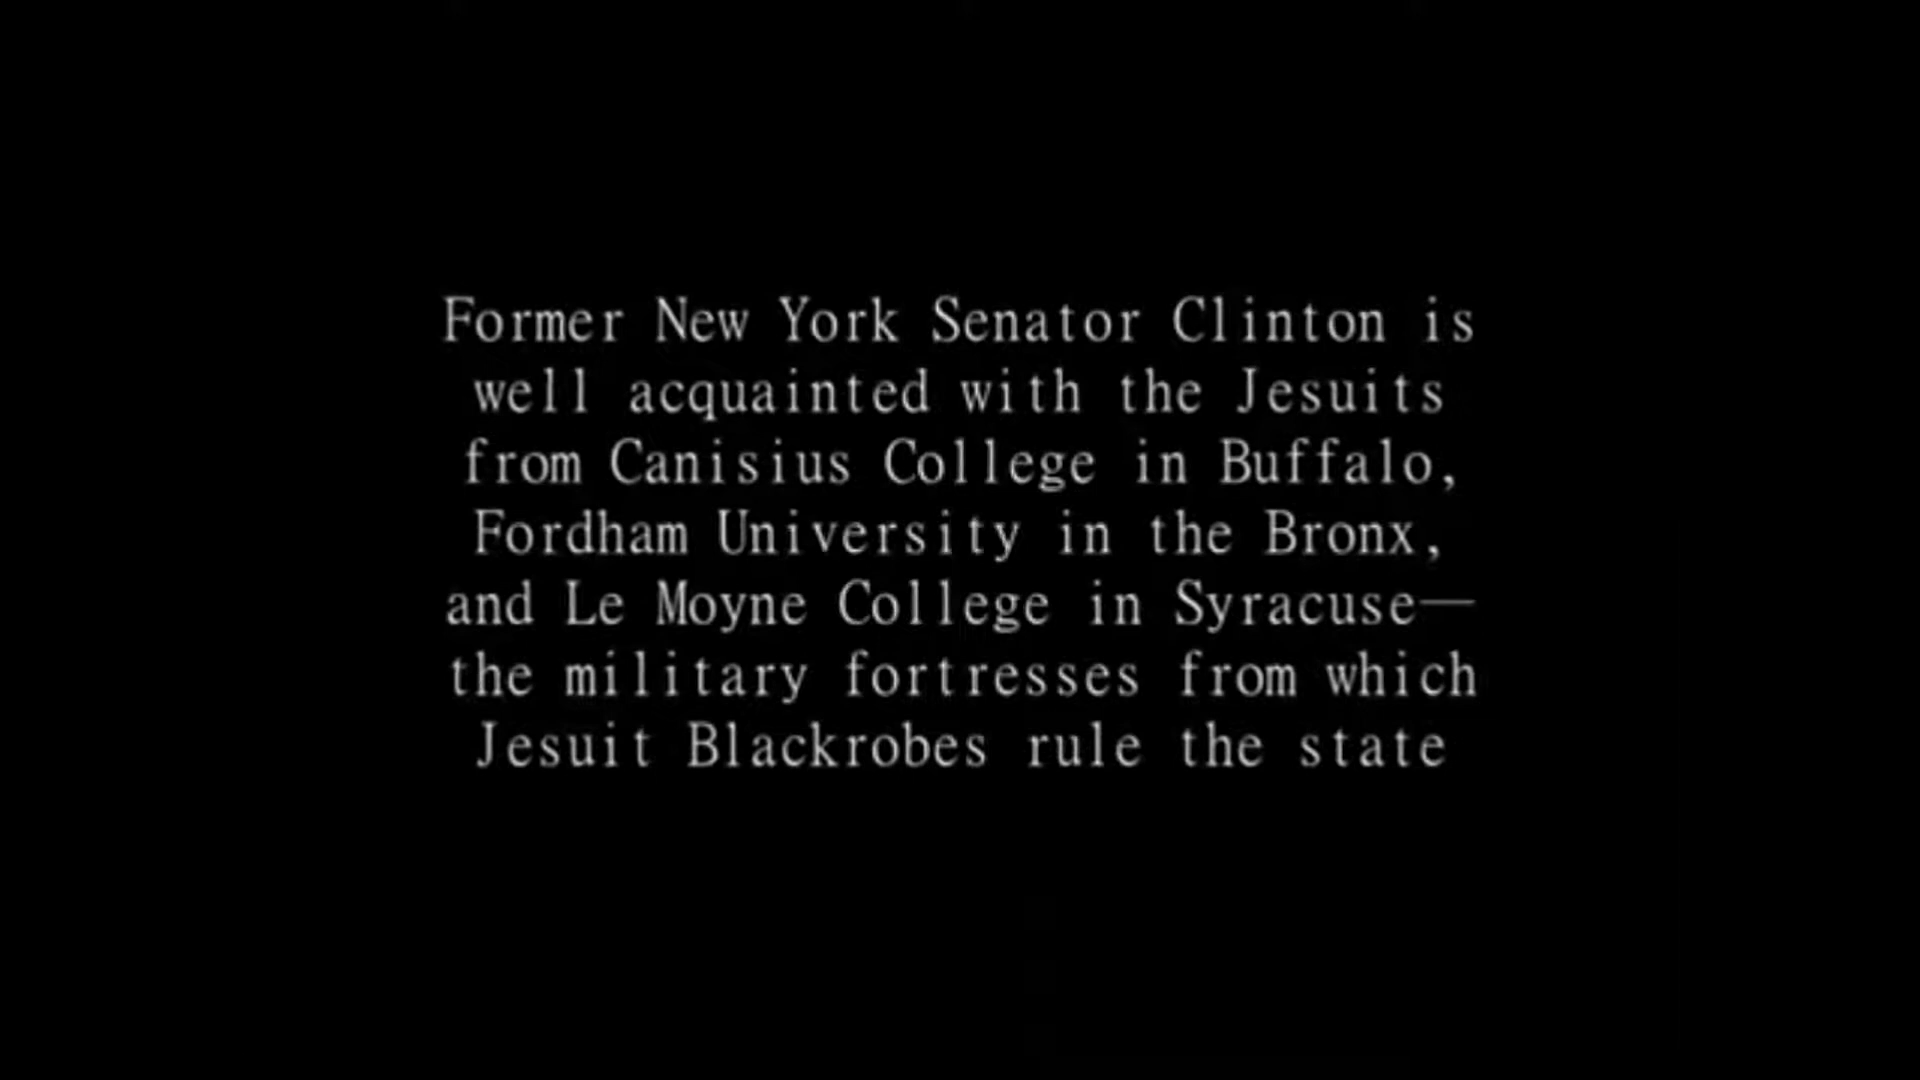 Former New York Senator Clinton is
well acquainted with the Jesuits
from Canisius College in Buffalo,
Fordham University in the Bronx,
and Le Moyne College in Syracuse—
the military fortresses from which
Jesuit Blackrobes rule the state